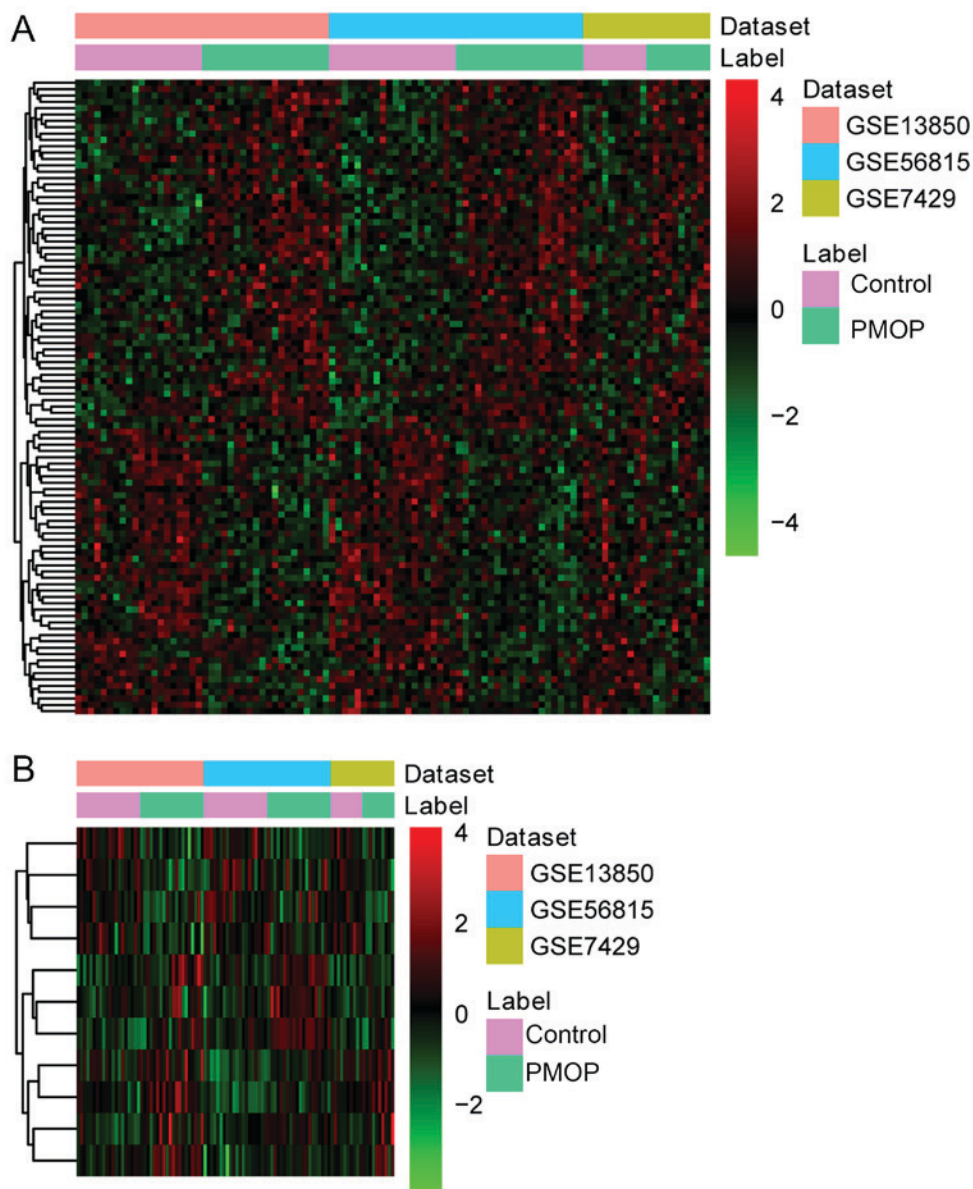 A
Dataset
Label
4
2
0
−2
−4
Dataset
GSE13850
GSE56815
GSE7429
Label
Control
PMOP
B
Dataset
Label
4
2
0
−2
Dataset
GSE13850
GSE56815
GSE7429
Label
Control
PMOP